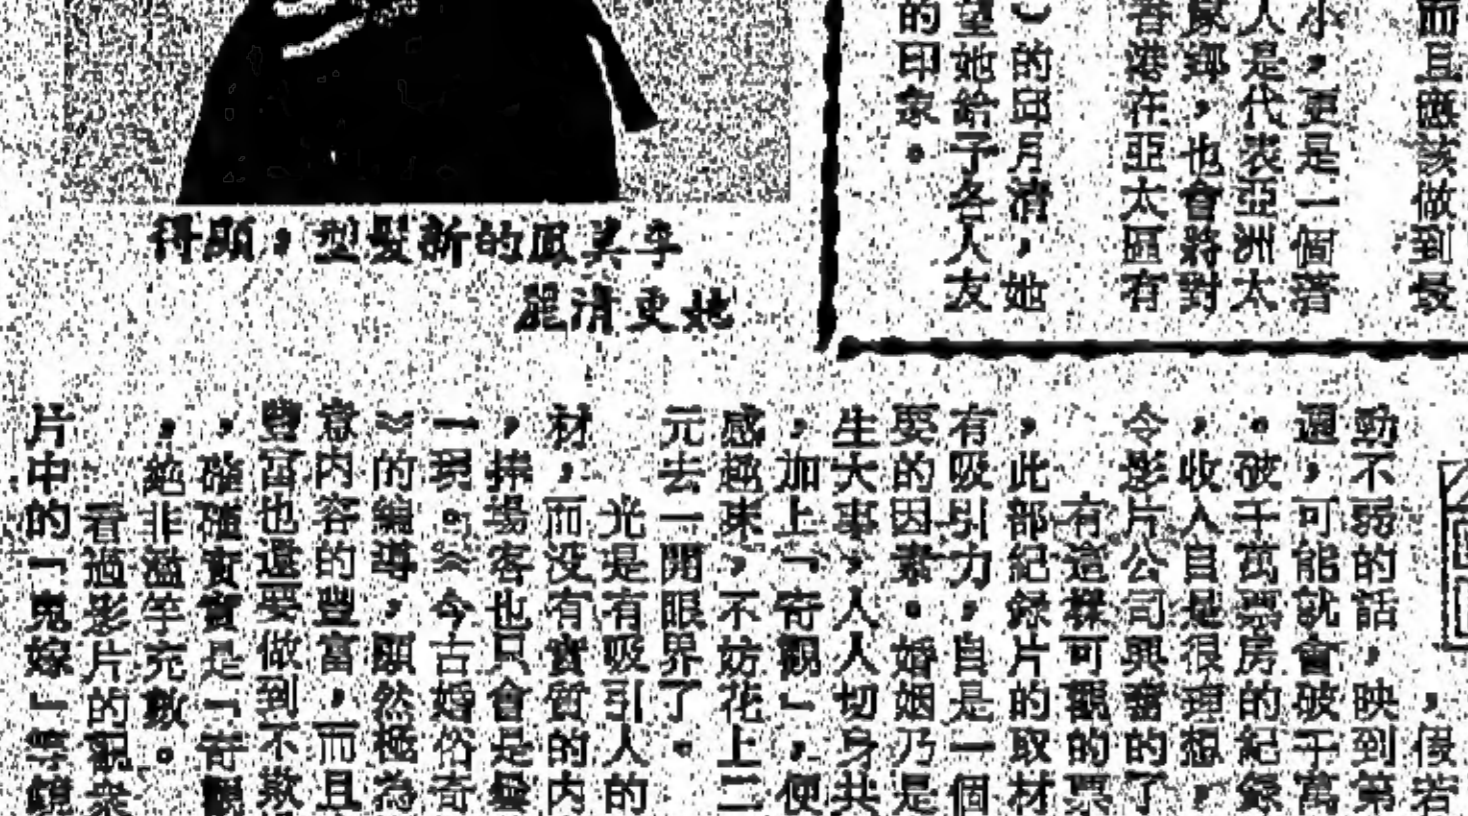 而且應該做到最
小，更是一個著
人是代表亞洲太
家鄉，也會將對
香港在亞太區有
的邱月清，她
望她給予各人友
的印象。
李美鳳的新髮型，顯得
她更清麗
，假若
勁不弱的話，映到第
週，可能就會破千萬
。破千萬票房的紀錄
，收入自是很理想，
令影片公司興奮的了
有這樣可觀的票
，此部紀錄片的取材
有吸引力，自是一個
要的因素。婚姻乃是
生大事，人人切身共
，加上「奇觀」，便
感趣味，不妨花上二
元去一開眼界了。
光是有吸引人的
材，而没有實質的内
，捧場客也只會是曇
一現。《今古婚俗奇
》的編導，顯然極為
意内容的豐富，而且
豐富也還要做到不欺
，確確實實是「奇觀
，絕非濫竽充數。
看過影片的觀衆
片中的「鬼嫁」等鏡